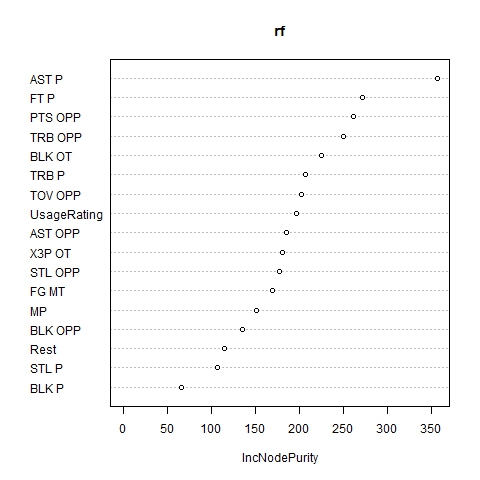 rf
AST P
FT P
PTS OPP
TRB OPP
BLK OT
TRB P
TOV OPP
UsageRating
AST OPP
X3P OT
STL OPP
FG MT
MP
BLK OPP
Rest
STL P
BLK P
0 50 100 150 200 250 300 350
IncNodePurity